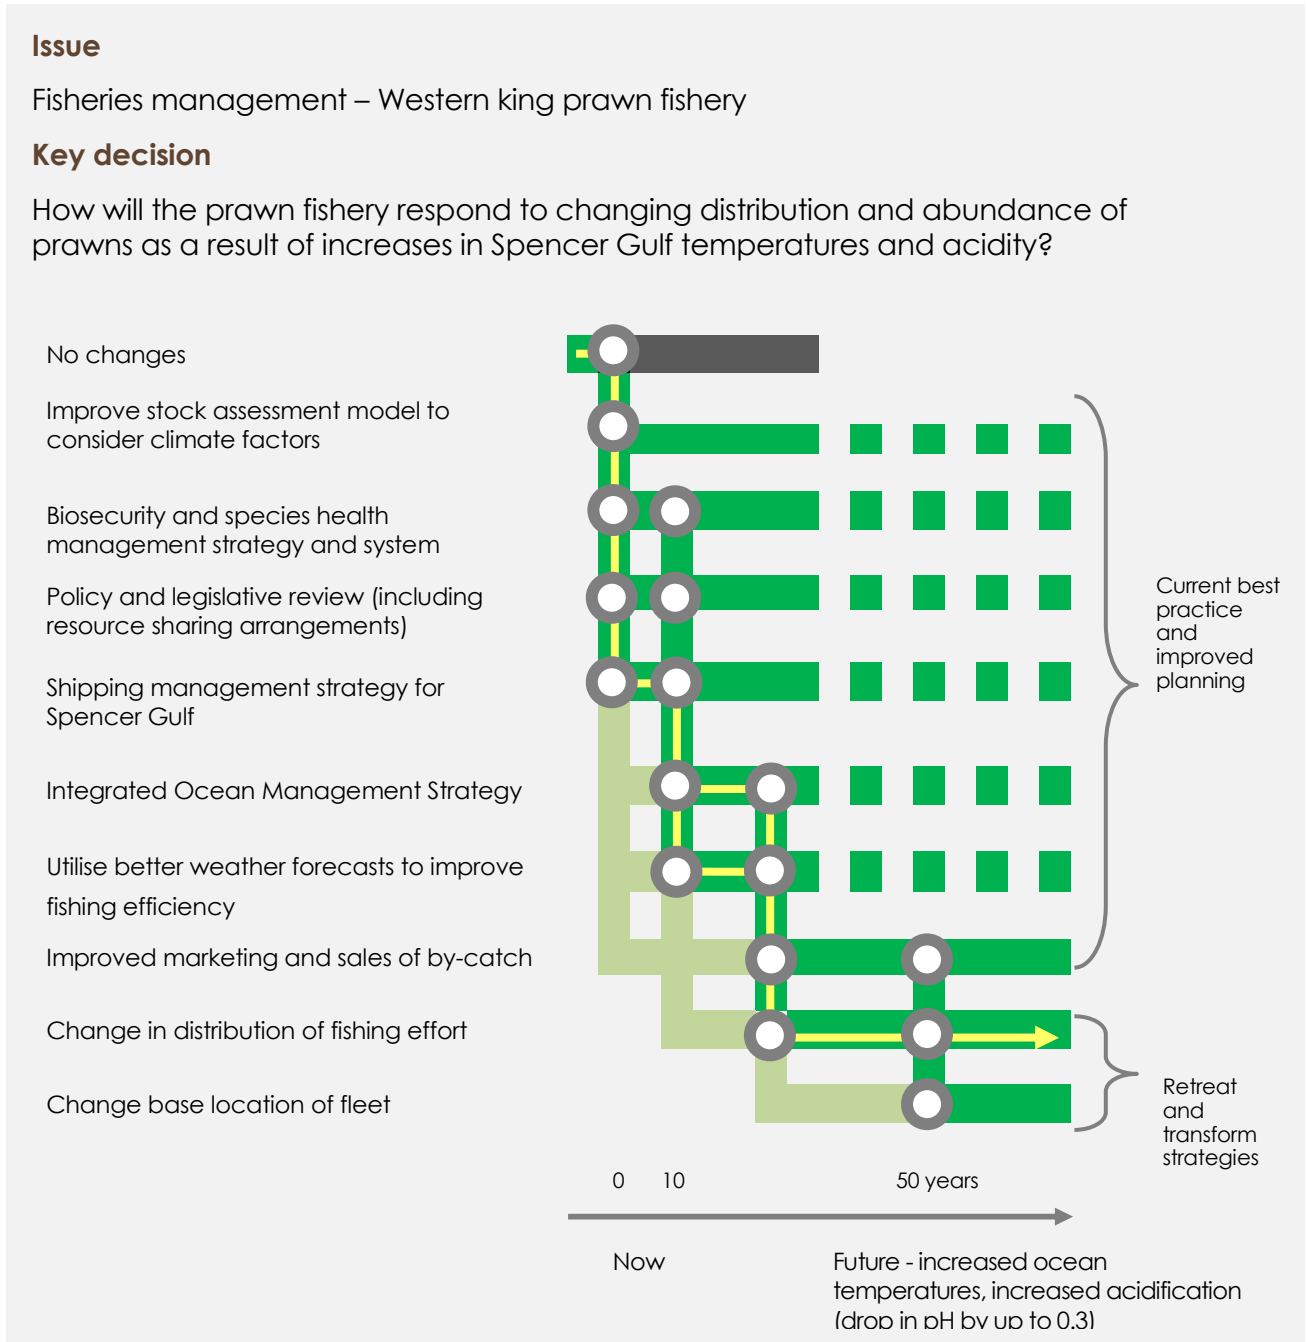 Issue
Fisheries management – Western king prawn fishery
Key decision
How will the prawn fishery respond to changing distribution and abundance of
prawns as a result of increases in Spencer Gulf temperatures and acidity?
No changes
Improve stock assessment model to
consider climate factors
Biosecurity and species health
management strategy and system
Policy and legislative review (including
resource sharing arrangements)
Shipping management strategy for
Spencer Gulf
Integrated Ocean Management Strategy
Utilise better weather forecasts to improve
fishing efficiency
Improved marketing and sales of by-catch
Change in distribution of fishing effort
Change base location of fleet
Current best
practice
and
improved
planning
Retreat
and
transform
strategies
0 10 50 years
Now
Future - increased ocean
temperatures, increased acidification
(drop in pH by up to 0.3)